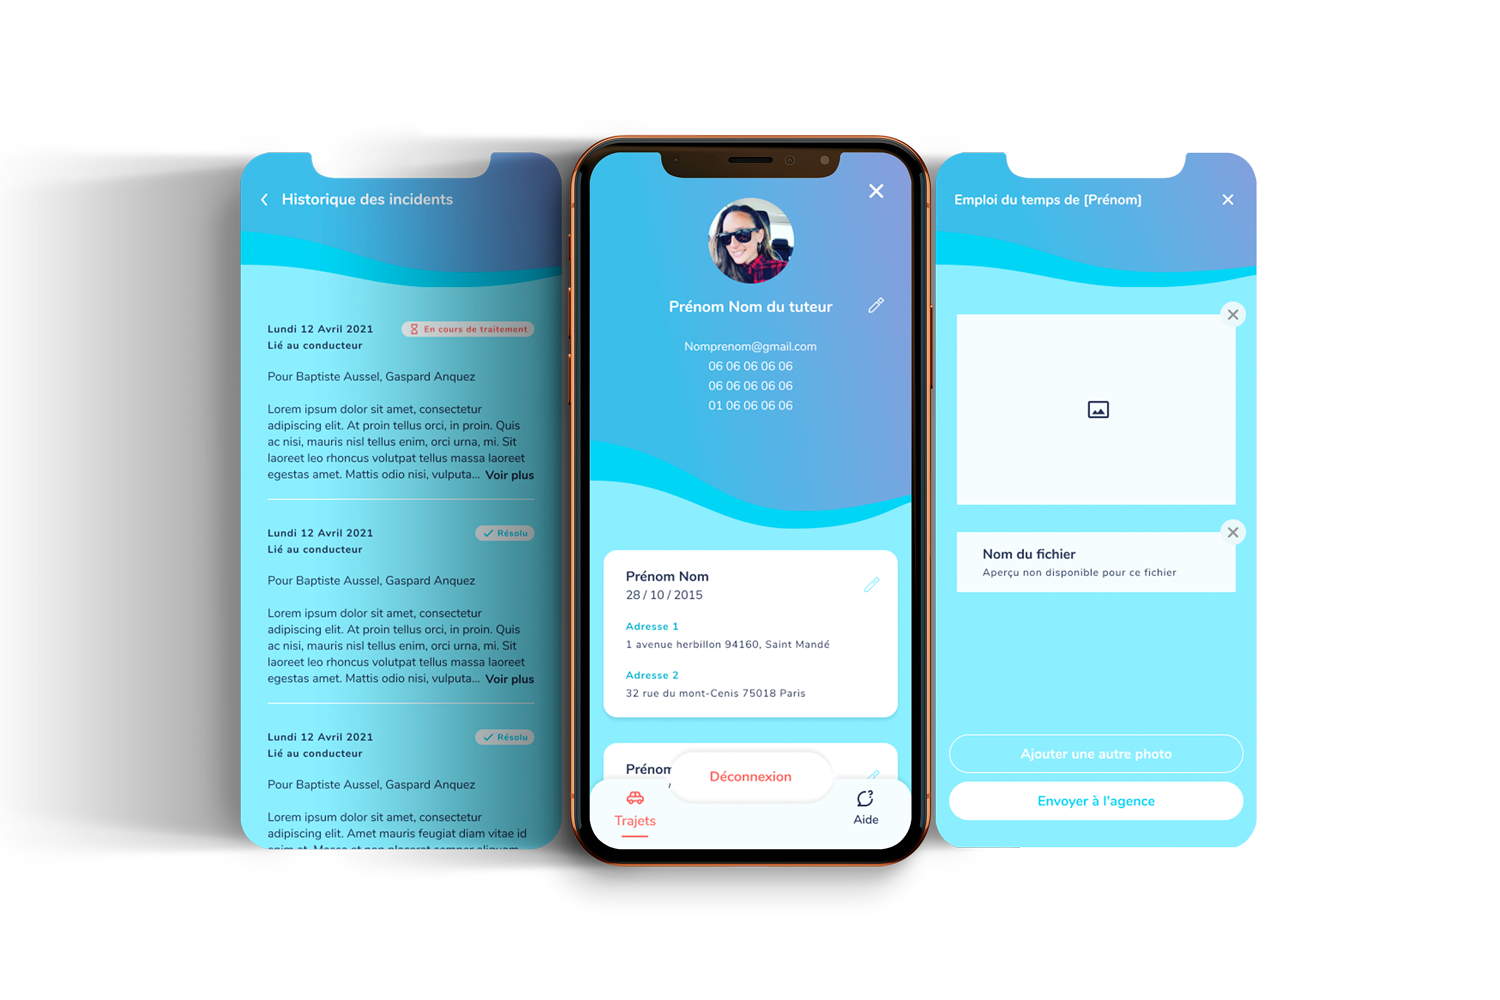 Historique des incidents
Lundi 12 Avril 2021
En cours de traitement
Lié au conducteur
Pour Baptiste Aussel, Gaspard Anquez
Lorem ipsum dolor sit amet, consectetur
adipiscing elit. At proin tellus orci, in proin. Quis
ac nisi, mauris nisl tellus enim, orci urna, mi. Sit
laoreet leo rhoncus volutpat tellus massa laoreet
egestas amet. Mattis odio nisi, vulputa... Voir plus
Lundi 12 Avril 2021
Résolu
Lié au conducteur
Pour Baptiste Aussel, Gaspard Anquez
Lorem ipsum dolor sit amet, consectetur
adipiscing elit. At proin tellus orci, in proin. Quis
ac nisi, mauris nisl tellus enim, orci urna, mi. Sit
laoreet leo rhoncus volutpat tellus massa laoreet
egestas amet. Mattis odio nisi, vulputa... Voir plus
Lundi 12 Avril 2021
Résolu
Lié au conducteur
Pour Baptiste Aussel, Gaspard Anquez
Lorem ipsum dolor sit amet, consectetur
adipiscing elit. Amet mauris feugiat diam vitae id
Prénom Nom du tuteur
Nomprenom@gmail.com
06 06 06 06 06
06 06 06 06 06
01 06 06 06 06
Prénom Nom
28 / 10 / 2015
Adresse 1
1 avenue herbillon 94160, Saint Mandé
Adresse 2
32 rue du mont-Cenis 75018 Paris
Prénom
Déconnexion
Trajets
Aide
Emploi du temps de [Prénom]
Nom du fichier
Aperçu non disponible pour ce fichier
Ajouter une autre photo
Envoyer à l'agence